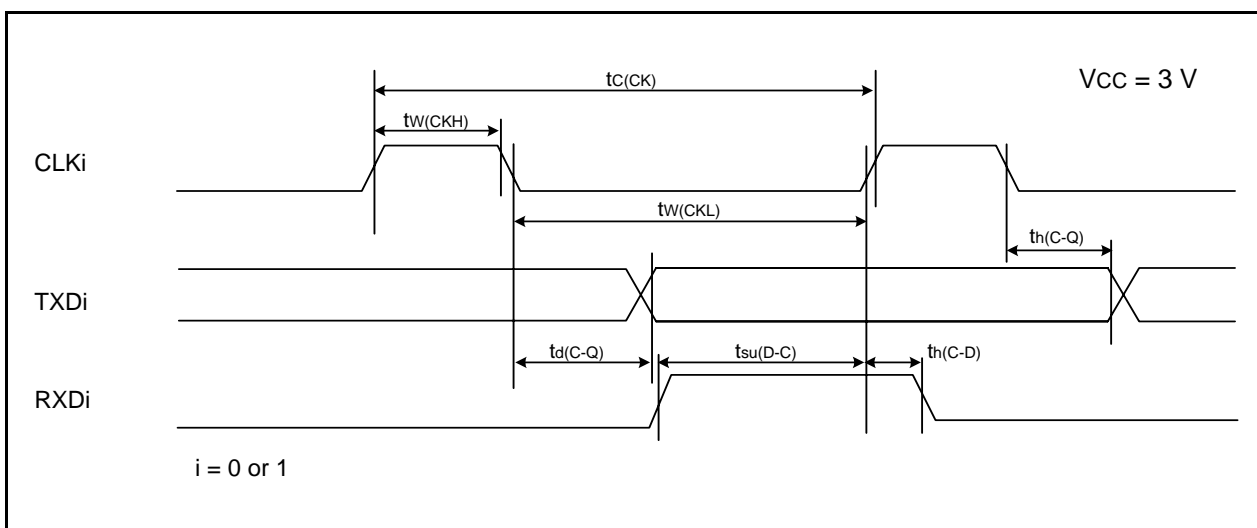 tC(CK)
VCC = 3 V
tW(CKH)
CLKi
tW(CKL)
th(C-Q)
TXDi
td(C-Q)
tsu(D-C)
th(C-D)
RXDi
i = 0 or 1